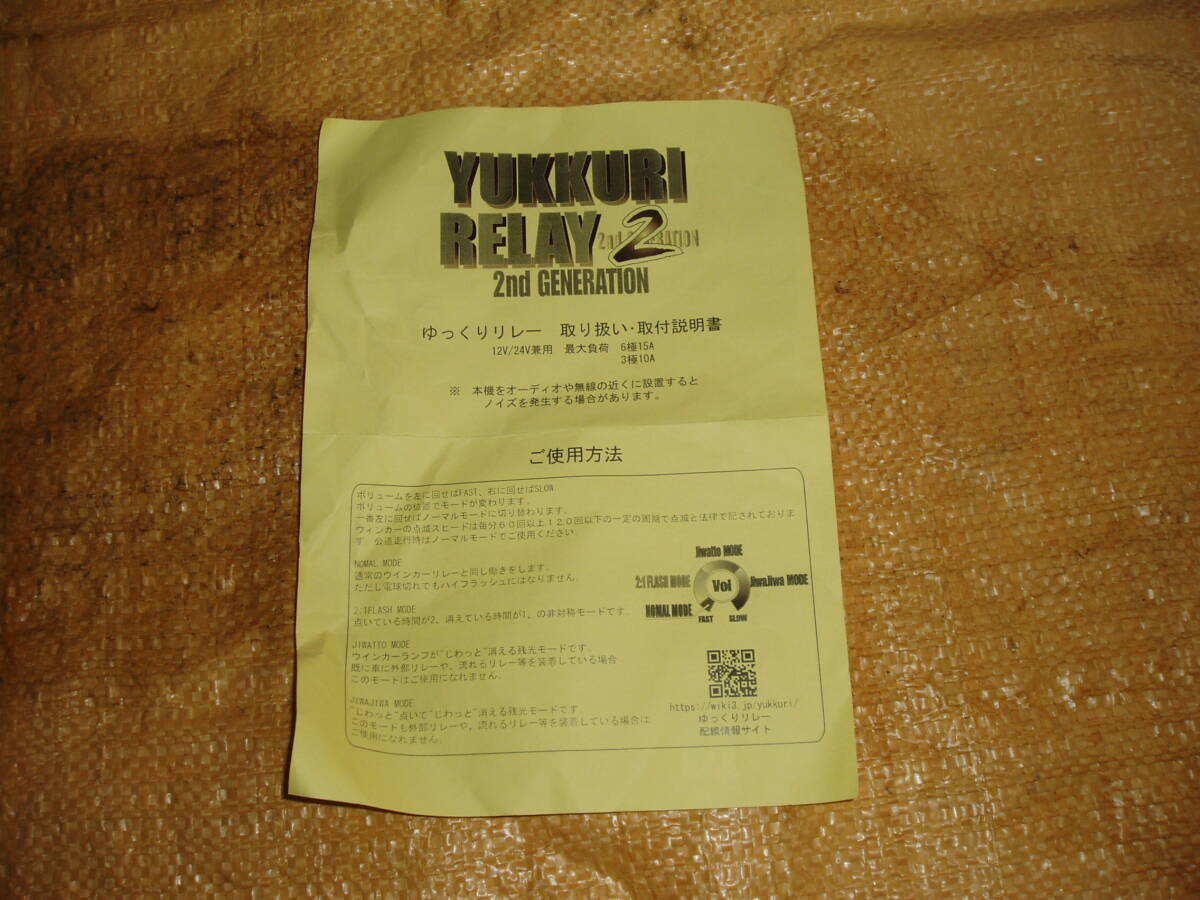 YUKKURI
RELAY 2
2nd GENERATION
2nd GENERATION
ゆっくりリレー 取り扱い・取付説明書
12V/24V兼用 最大負荷 6極15A
3極10A
※ 本機をオーディオや無線の近くに設置すると
ノイズを発生する場合があります。
ご使用方法
ボリュームを左に回せばFAST、右に回せばSLOW
ボリュームの位置でモードが変わります。
一番左に回せばノーマルモードに切り替わります。
ウィンカーの点滅スピードは毎分60回以上120回以下の一定の周期で点滅と法律で記されておりま
す。公道走行時はノーマルモードでご使用ください。
NOMAL MODE
通常のウインカーリレーと同じ働きをします。
ただし電球切れでもハイフラッシュにはなりません。
2:1FLASH MODE
点いている時間が2、消えている時間が1、の非対称モードです。
JIWATTO MODE
ウインカーランプが"じわっと"消える残光モードです。
既に車に外部リレーや、流れるリレー等を装着している場合
このモードはご使用になれません。
JIWAJIWA MODE
"じわっと"点いて"じわっと"消える残光モードです。
このモードも外部リレーや、流れるリレー等を装着している場合は
ご使用になれません。
Jiwatto MODE
2:1 FLASH MODE
Vol
JiwaJiwa MODE
NOMAL MODE
FAST
SLOW
https://wiki3.jp/yukkuri/
ゆっくりリレー
配線情報サイト